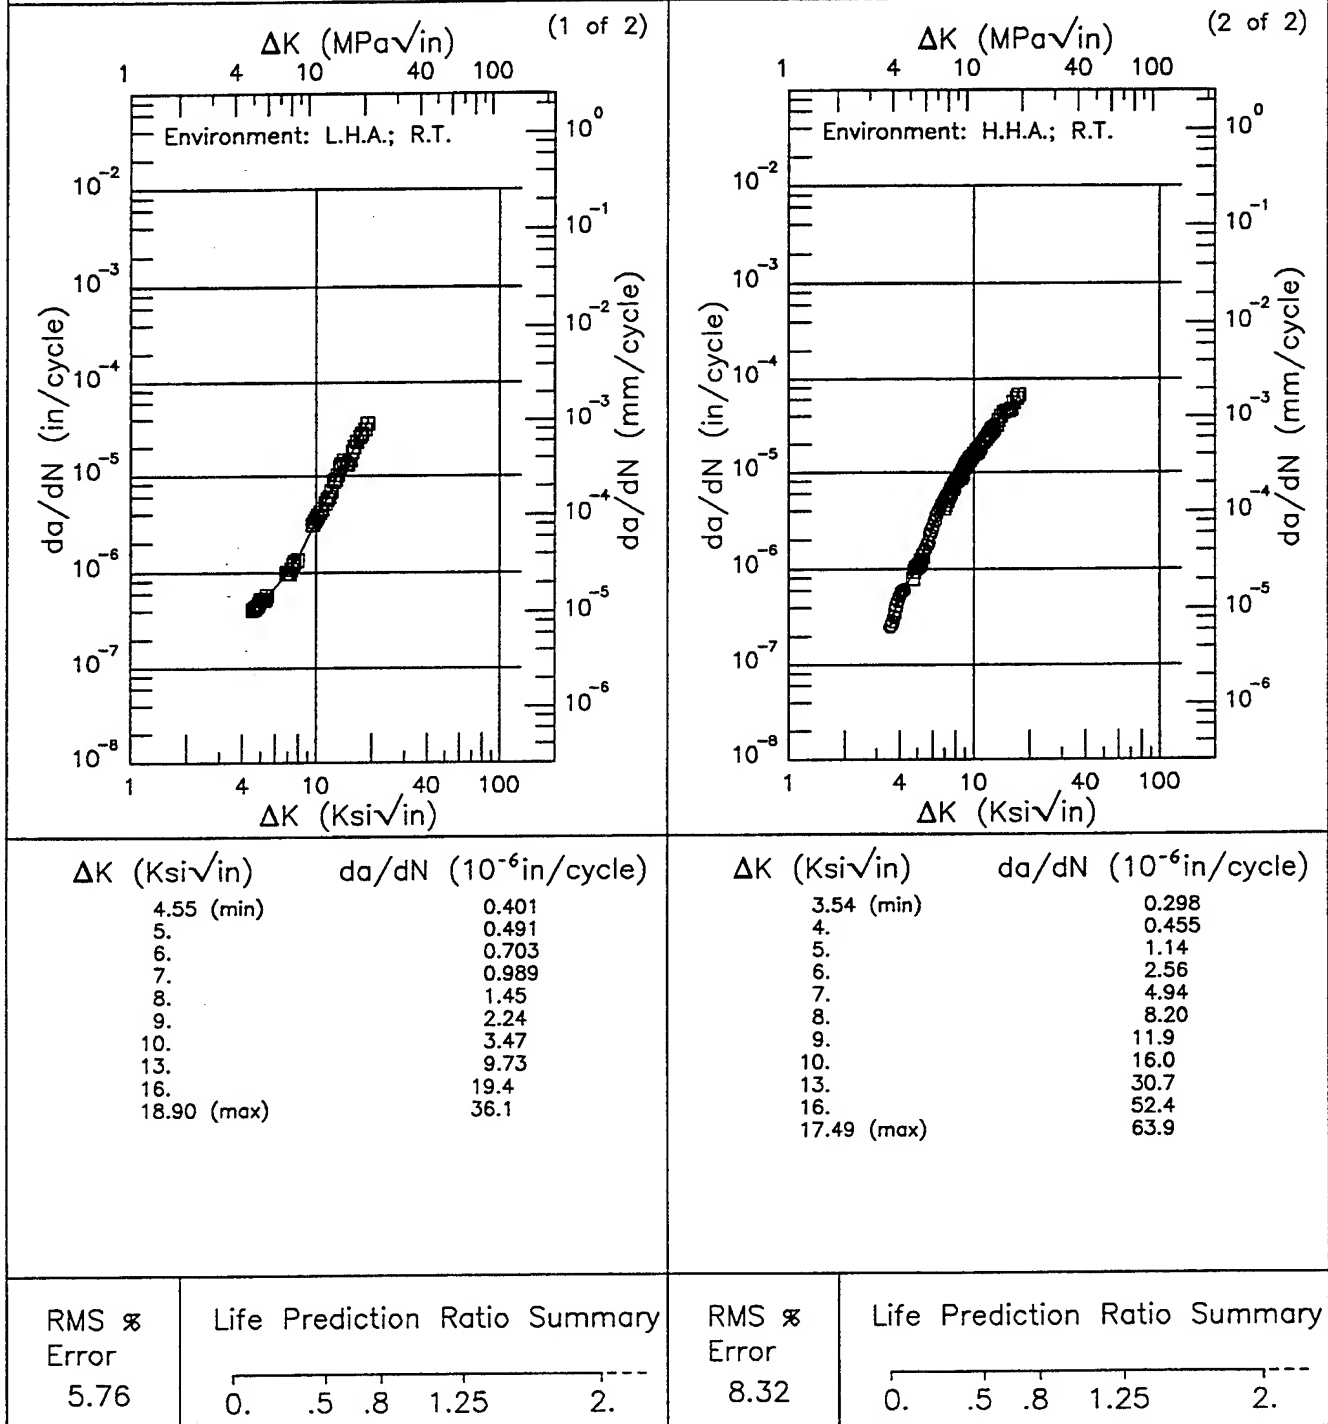 (1 of 2)
ΔK (MPa√in)
1 4 10 40 100
Environment: L.H.A.; R.T.
10⁰
10⁻¹
10⁻²
10⁻³
10⁻⁴
10⁻⁵
10⁻⁶
da/dN (mm/cycle)
10⁻²
10⁻³
10⁻⁴
10⁻⁵
10⁻⁶
10⁻⁷
10⁻⁸
da/dN (in/cycle)
1 4 10 40 100
ΔK (Ksi√in)
ΔK (Ksi√in) da/dN (10⁻⁶in/cycle)
4.55 (min) 0.401
5. 0.491
6. 0.703
7. 0.989
8. 1.45
9. 2.24
10. 3.47
13. 9.73
16. 19.4
18.90 (max) 36.1
RMS %
Error
5.76
Life Prediction Ratio Summary
0. .5 .8 1.25 2.
(2 of 2)
ΔK (MPa√in)
1 4 10 40 100
Environment: H.H.A.; R.T.
10⁰
10⁻¹
10⁻²
10⁻³
10⁻⁴
10⁻⁵
10⁻⁶
da/dN (mm/cycle)
10⁻²
10⁻³
10⁻⁴
10⁻⁵
10⁻⁶
10⁻⁷
10⁻⁸
da/dN (in/cycle)
1 4 10 40 100
ΔK (Ksi√in)
ΔK (Ksi√in) da/dN (10⁻⁶in/cycle)
3.54 (min) 0.298
4. 0.455
5. 1.14
6. 2.56
7. 4.94
8. 8.20
9. 11.9
10. 16.0
13. 30.7
16. 52.4
17.49 (max) 63.9
RMS %
Error
8.32
Life Prediction Ratio Summary
0. .5 .8 1.25 2.